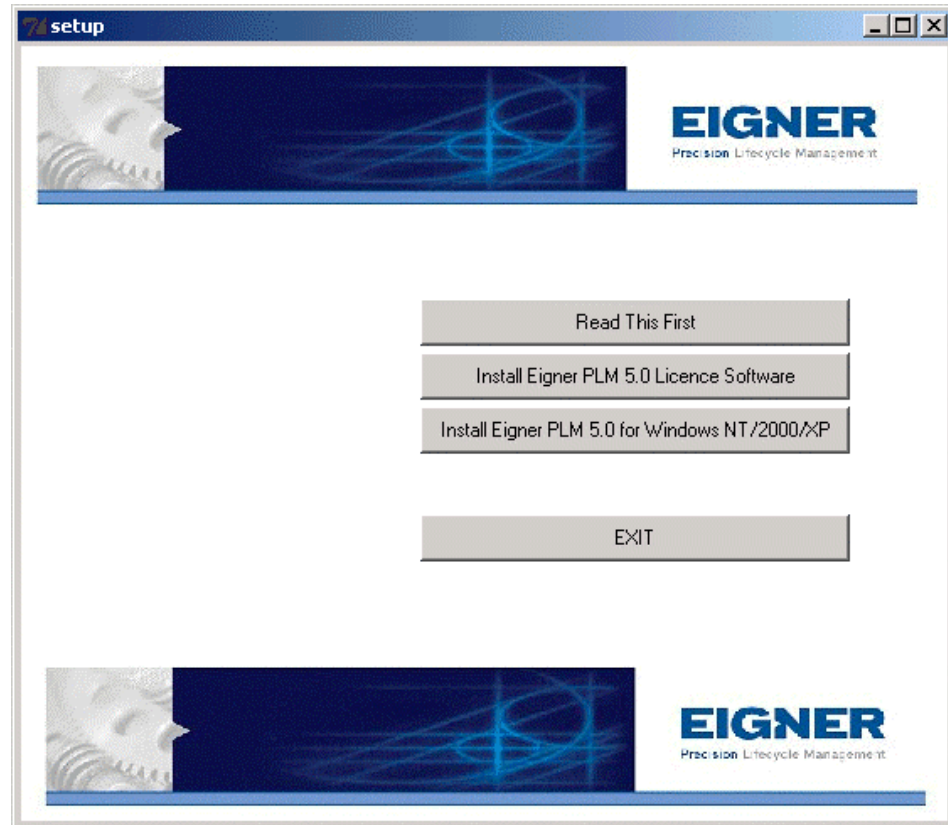 setup
EIGNER
Precision Lifecycle Management
Read This First
Install Eigner PLM 5.0 Licence Software
Install Eigner PLM 5.0 for Windows NT/2000/XP
EXIT
EIGNER
Precision Lifecycle Management